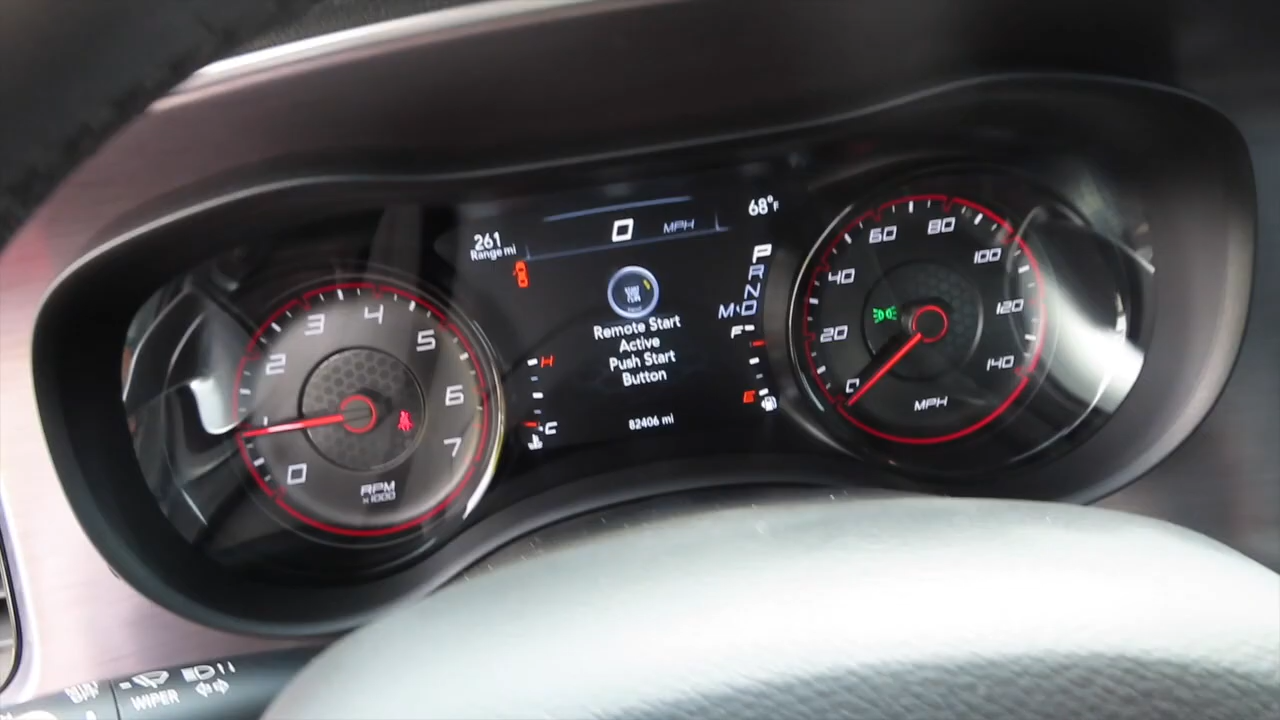 0 MPH
68°F
261
Range mi
Remote Start
Active
Push Start
Button
82406 mi
P
R
N
M D
F
E
H
C
0
1
2
3
4
5
6
7
RPM
x1000
0
20
40
60
80
100
120
140
MPH
OFF
WIPER